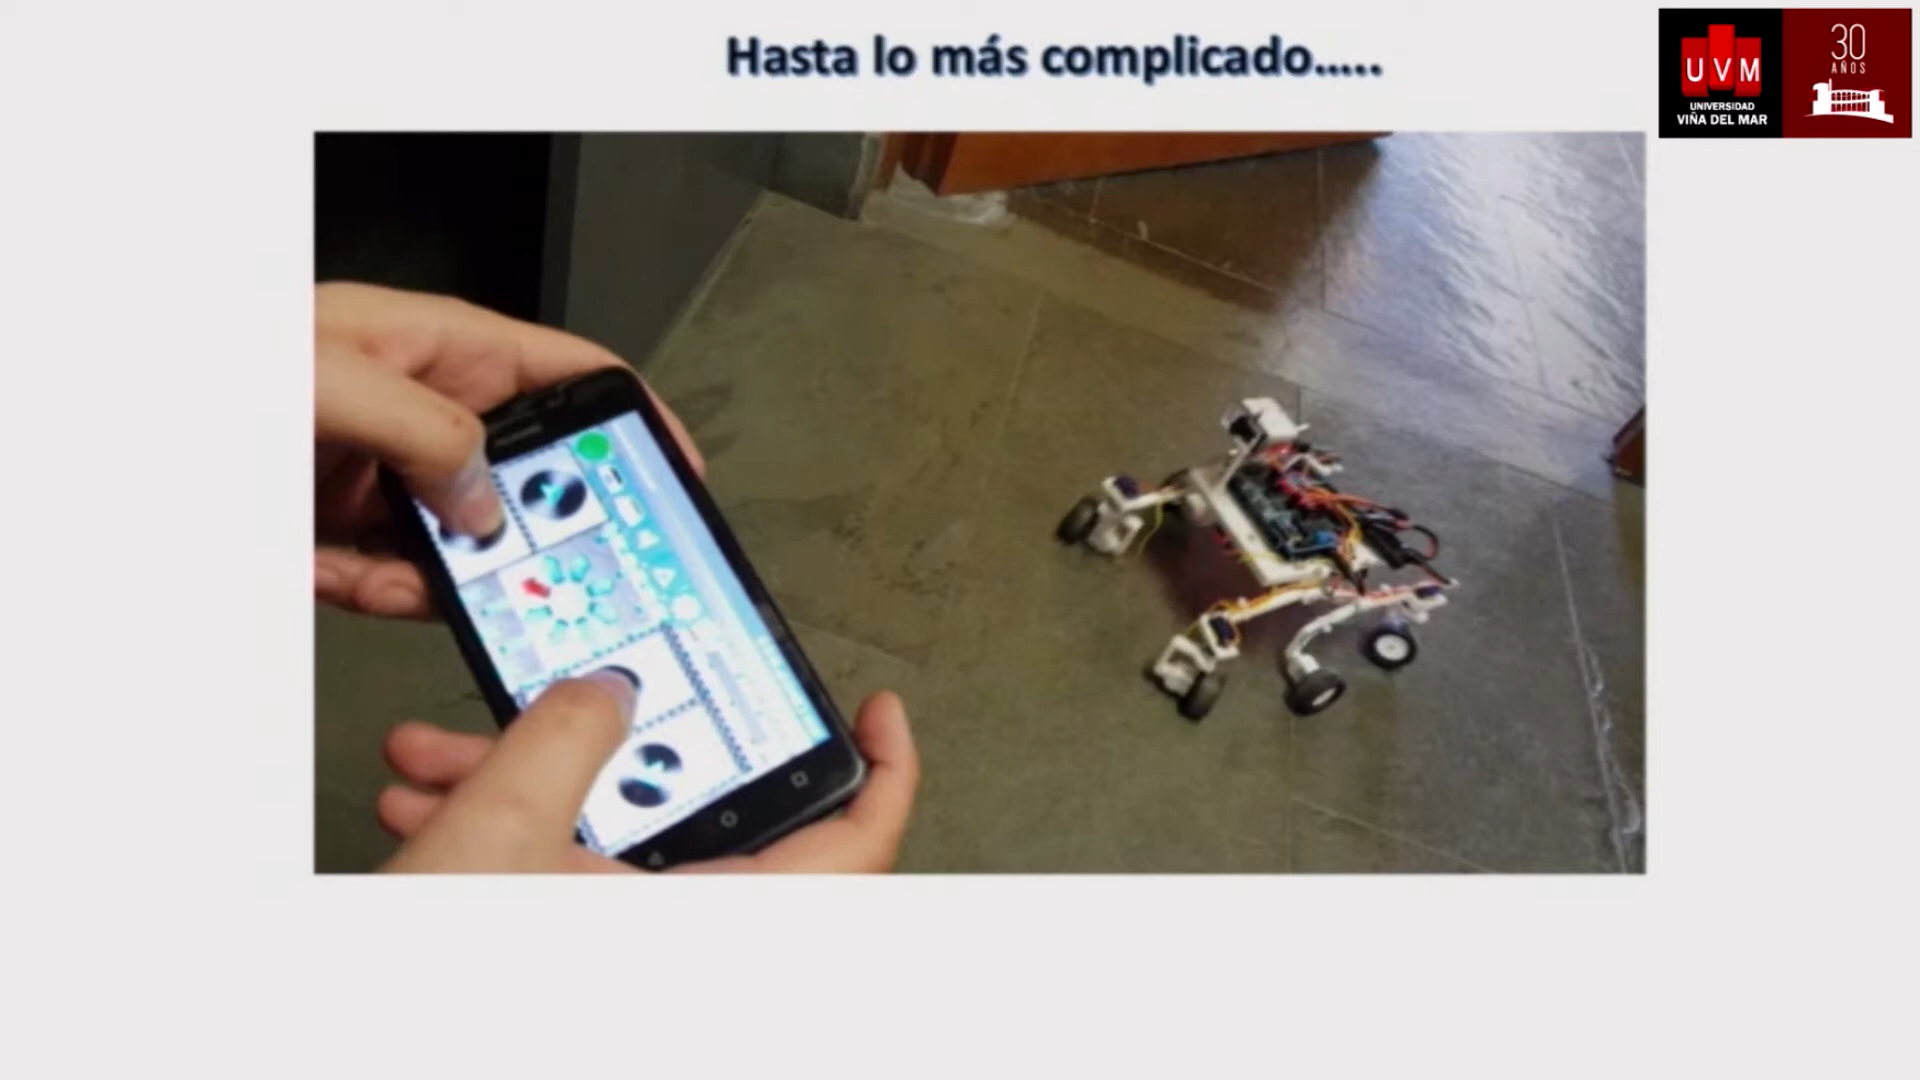 Hasta lo más complicado.....
UVM
UNIVERSIDAD
VIÑA DEL MAR
30
AÑOS